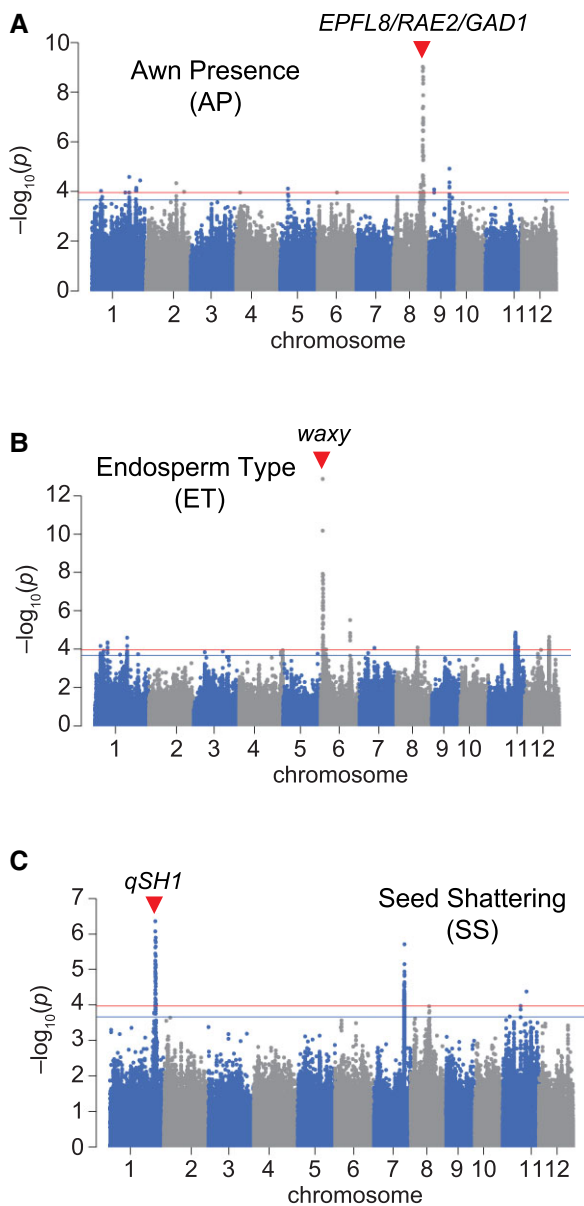 A
EPFL8/RAE2/GAD1
Awn Presence
(AP)
10
8
6
4
2
0
−log10(p)
1 2 3 4 5 6 7 8 9 10 11 12
chromosome
B
waxy
Endosperm Type
(ET)
12
10
8
6
4
2
0
−log10(p)
1 2 3 4 5 6 7 8 9 10 11 12
chromosome
C
qSH1
Seed Shattering
(SS)
7
6
5
4
3
2
1
0
−log10(p)
1 2 3 4 5 6 7 8 9 10 11 12
chromosome